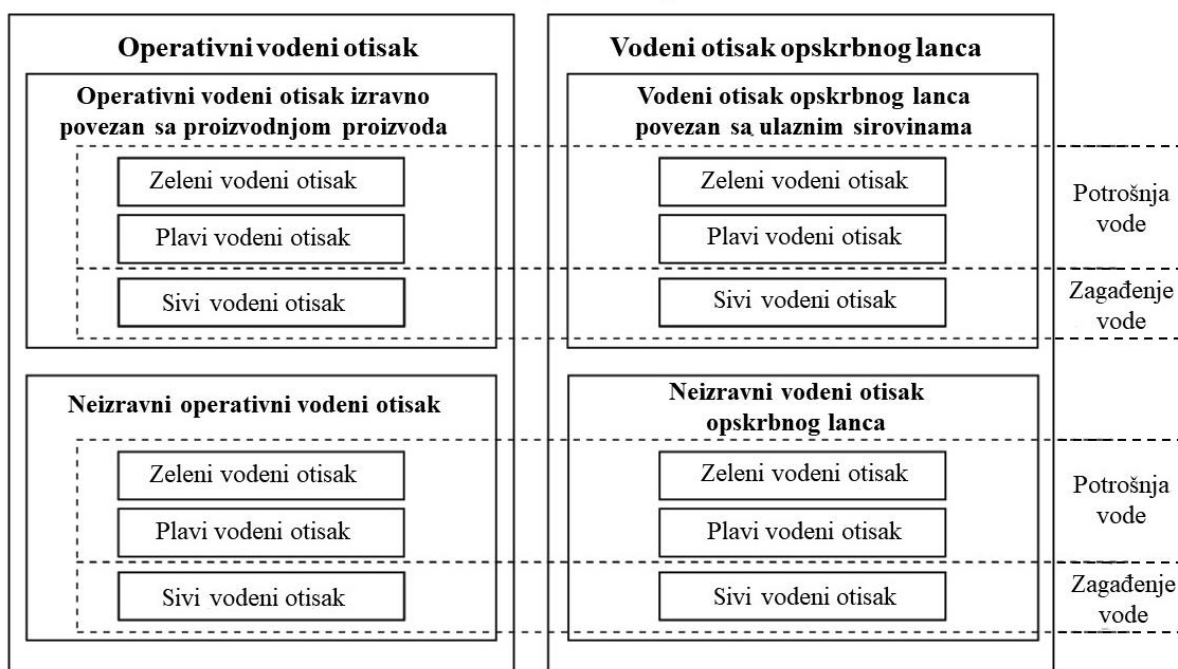 Operativni vodeni otisak
Operativni vodeni otisak izravno
povezan sa proizvodnjom proizvoda
Zeleni vodeni otisak
Plavi vodeni otisak
Sivi vodeni otisak
Neizravni operativni vodeni otisak
Zeleni vodeni otisak
Plavi vodeni otisak
Sivi vodeni otisak
Vodeni otisak opskrbnog lanca
Vodeni otisak opskrbnog lanca
povezan sa ulaznim sirovinama
Zeleni vodeni otisak
Plavi vodeni otisak
Sivi vodeni otisak
Neizravni vodeni otisak
opskrbnog lanca
Zeleni vodeni otisak
Plavi vodeni otisak
Sivi vodeni otisak
Potrošnja
vode
Zagađenje
vode
Potrošnja
vode
Zagađenje
vode